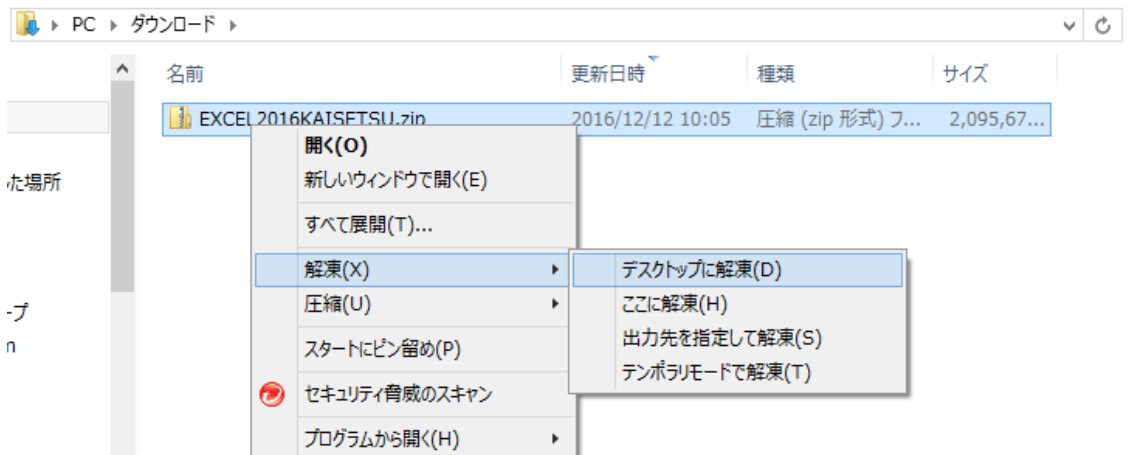 PC ダウンロード
名前 更新日時 種類 サイズ
EXCEL2016KAISETSU.zip 2016/12/12 10:05 圧縮 (zip 形式) フ... 2,095,67...
開く(O)
新しいウィンドウで開く(E)
った場所
すべて展開(T)...
解凍(X) デスクトップに解凍(D)
圧縮(U) ここに解凍(H)
ープ
出力先を指定して解凍(S)
スタートにピン留め(P)
テンポラリモードで解凍(T)
セキュリティ脅威のスキャン
プログラムから開く(H)